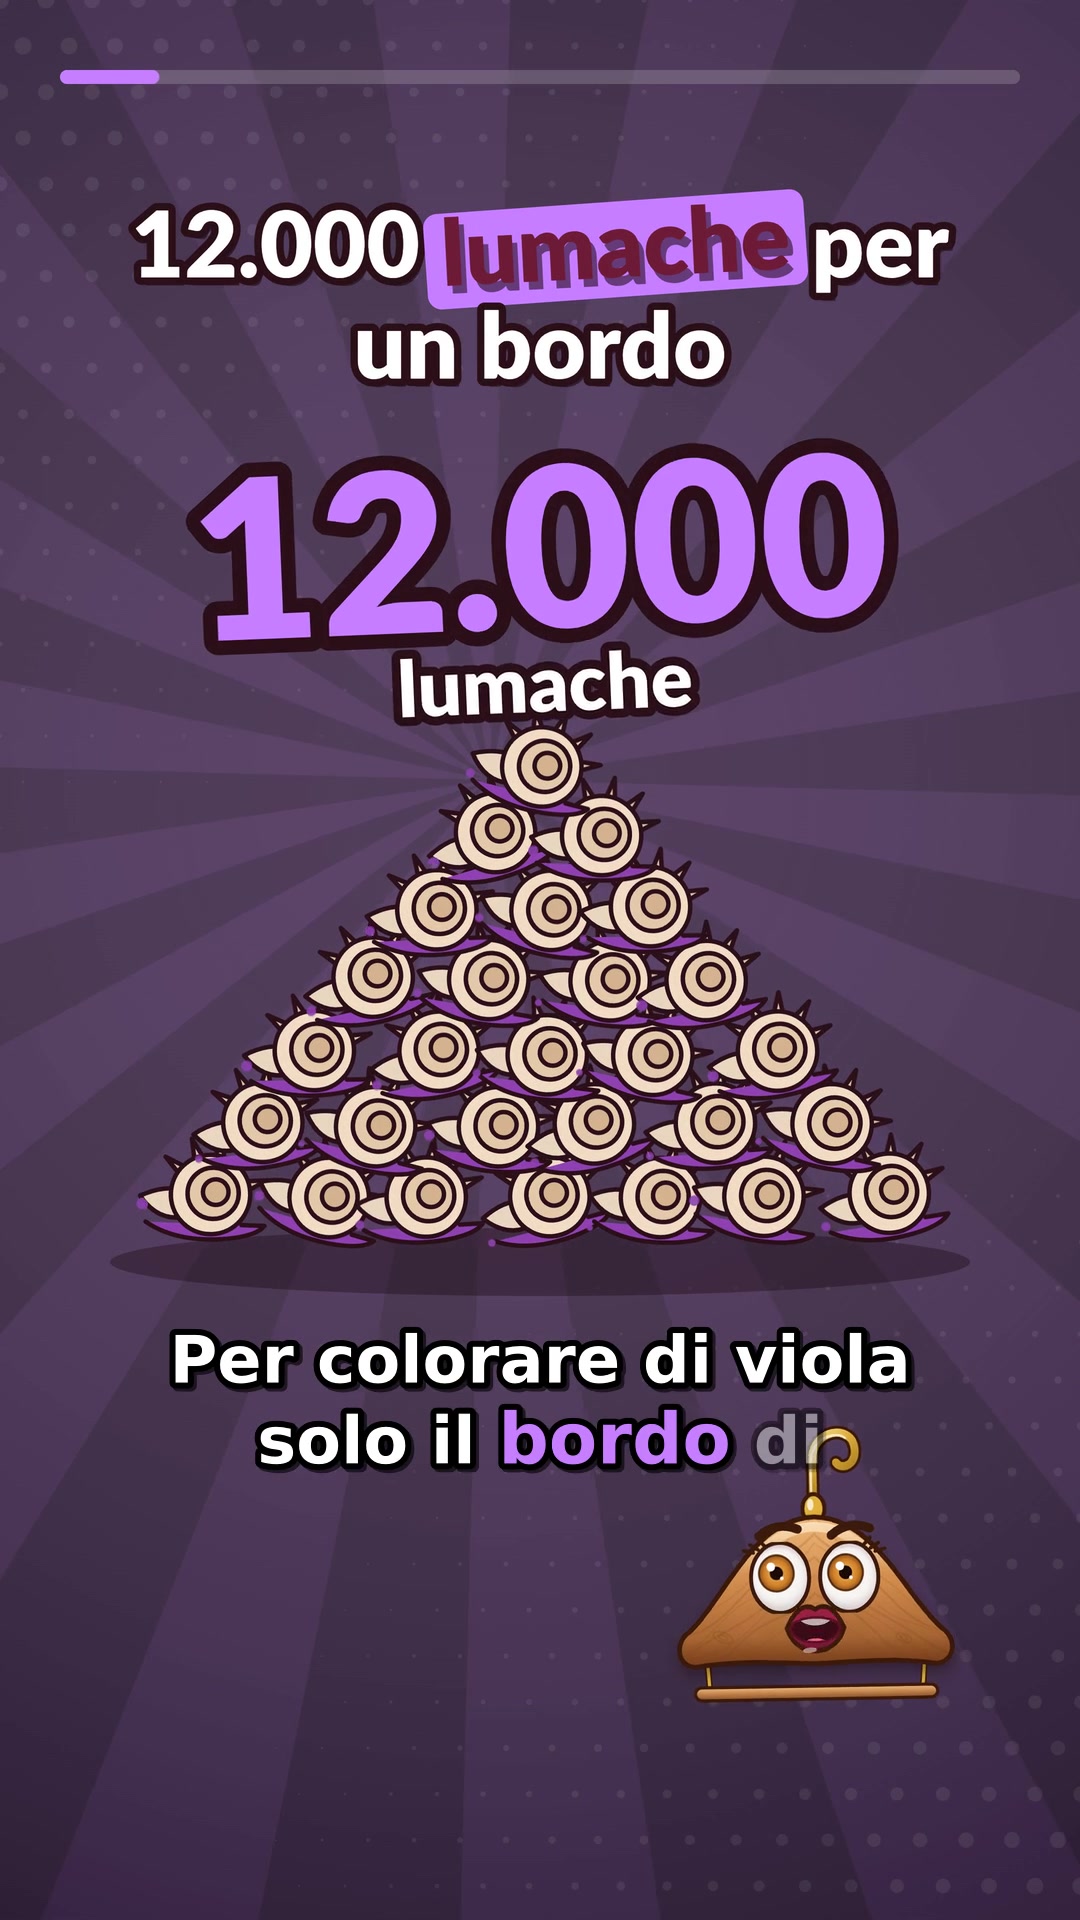 12.000 lumache per
un bordo
12.000
lumache
Per colorare di viola
solo il bordo di